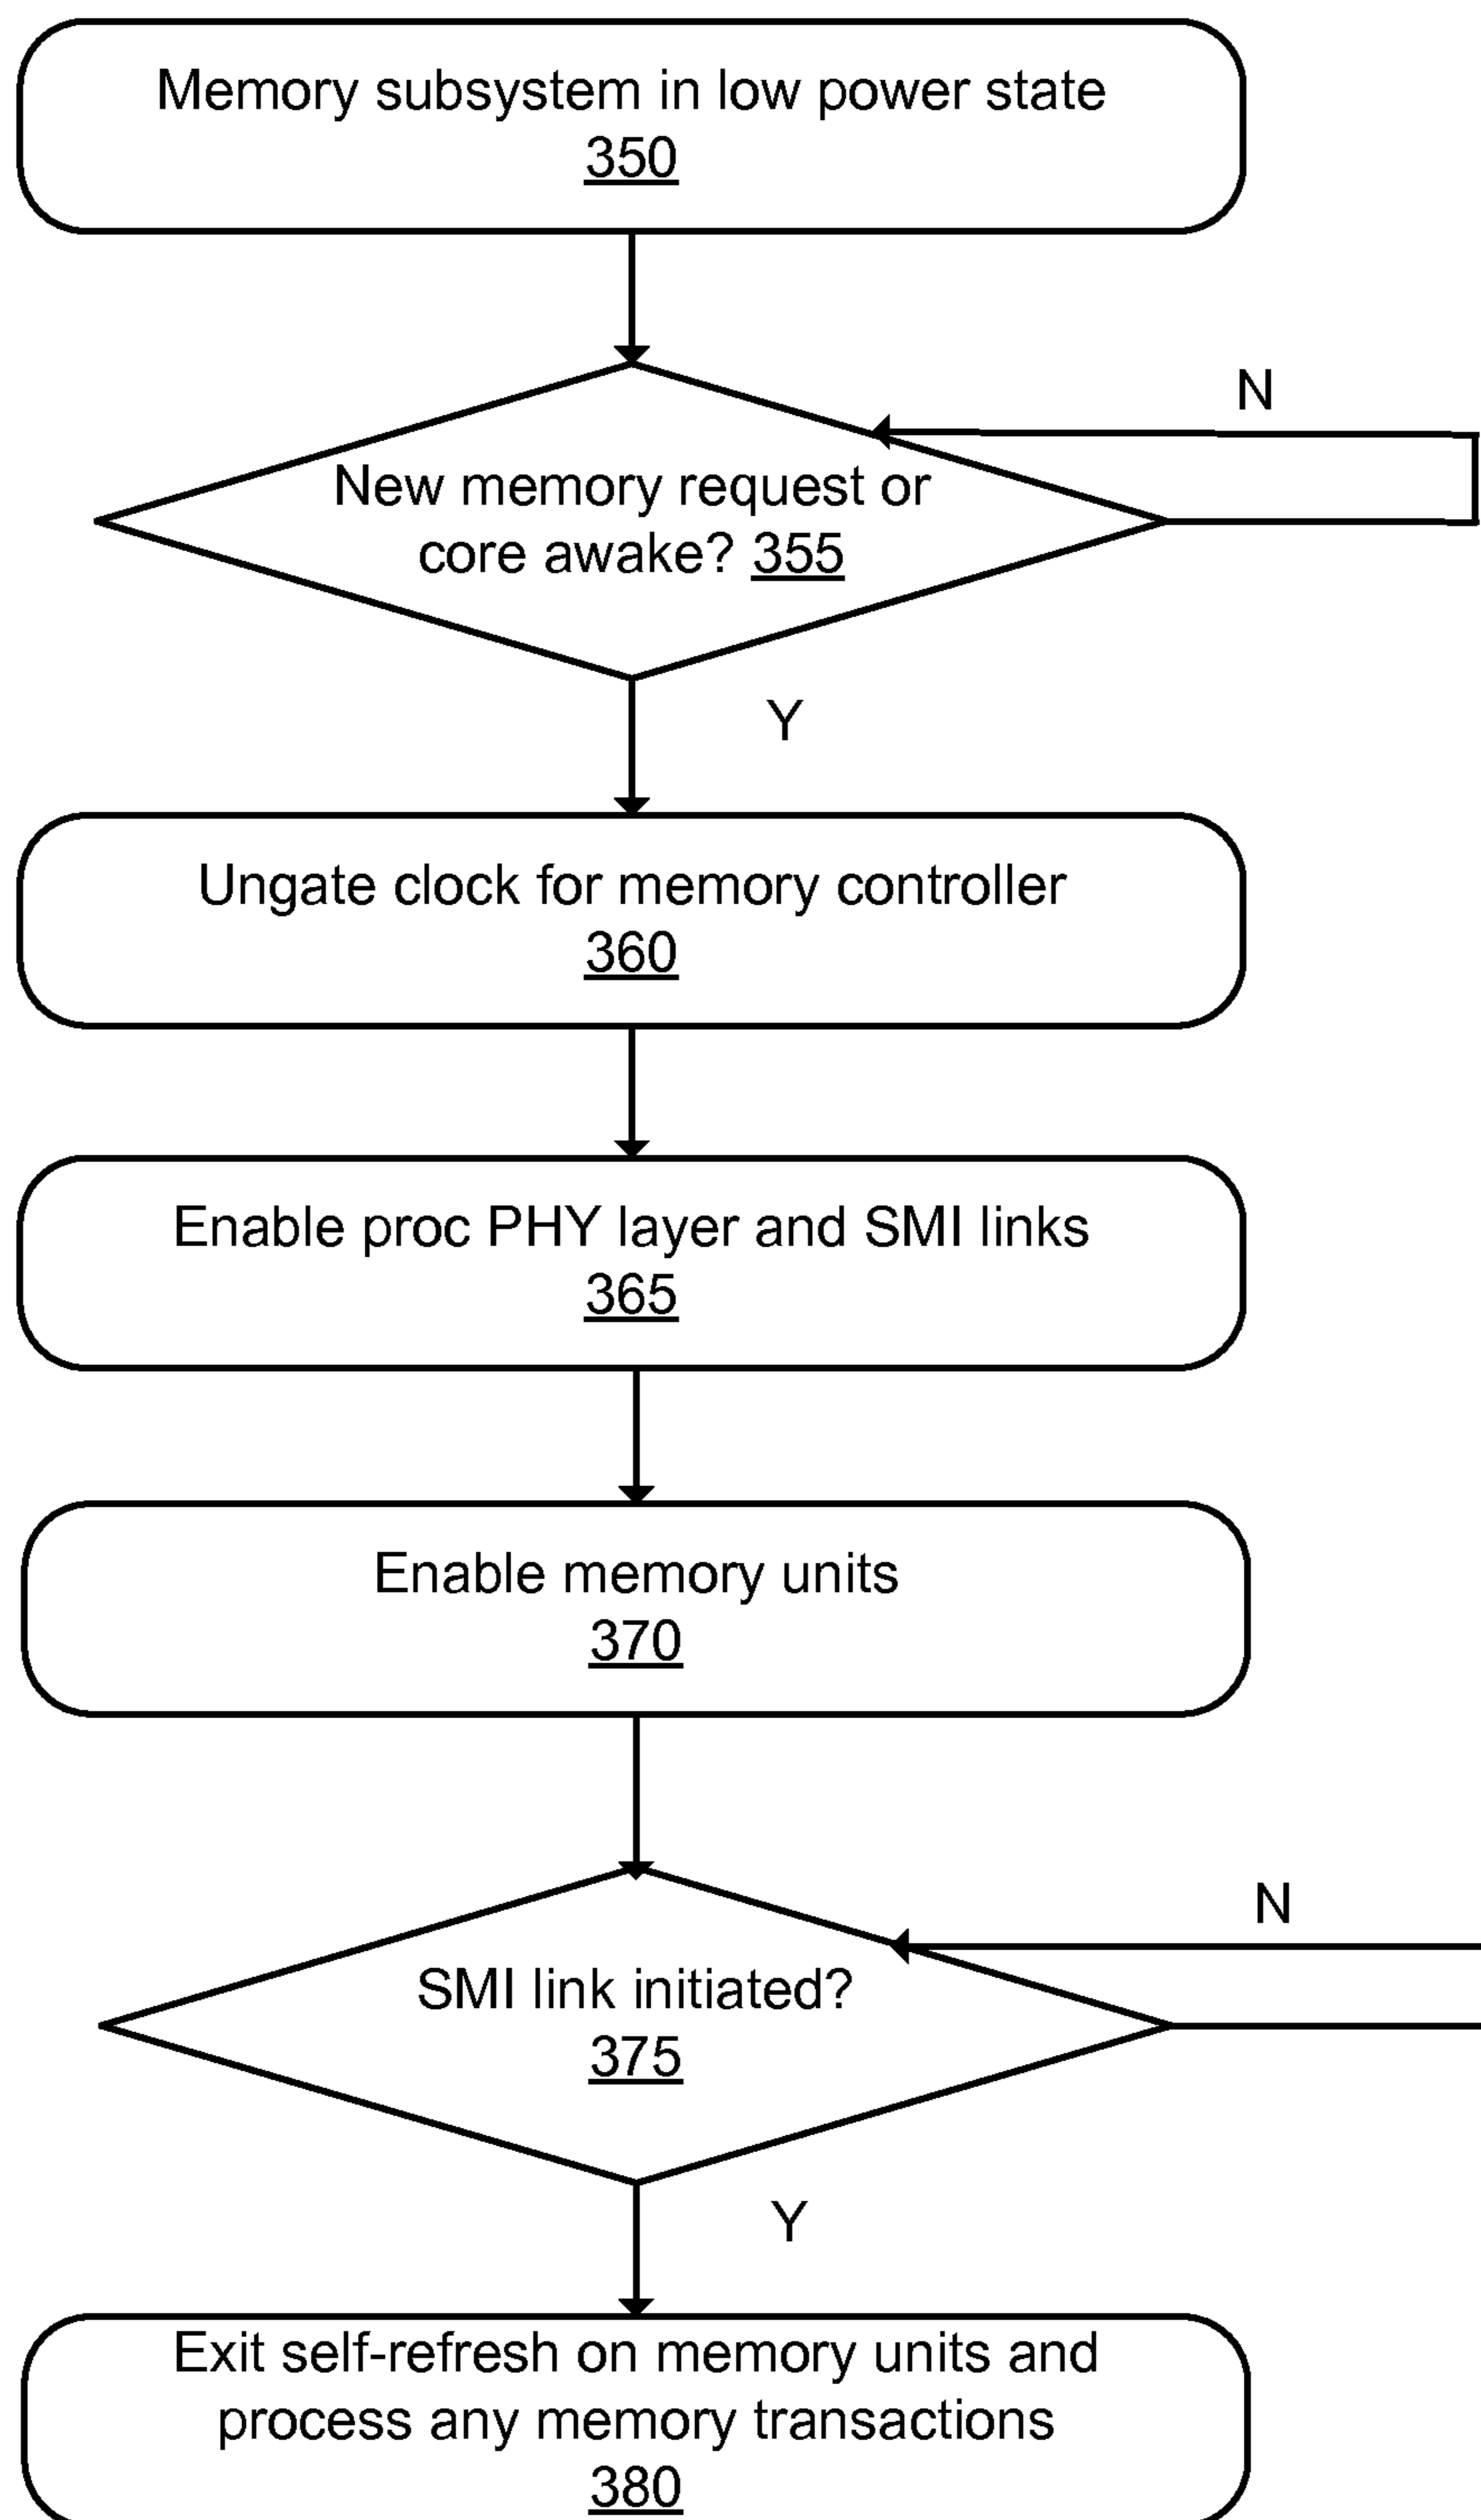 Memory subsystem in low power state
350
N
New memory request or
core awake? 355
Y
Ungate clock for memory controller
360
Enable proc PHY layer and SMI links
365
Enable memory units
370
N
SMI link initiated?
375
Y
Exit self-refresh on memory units and
process any memory transactions
380